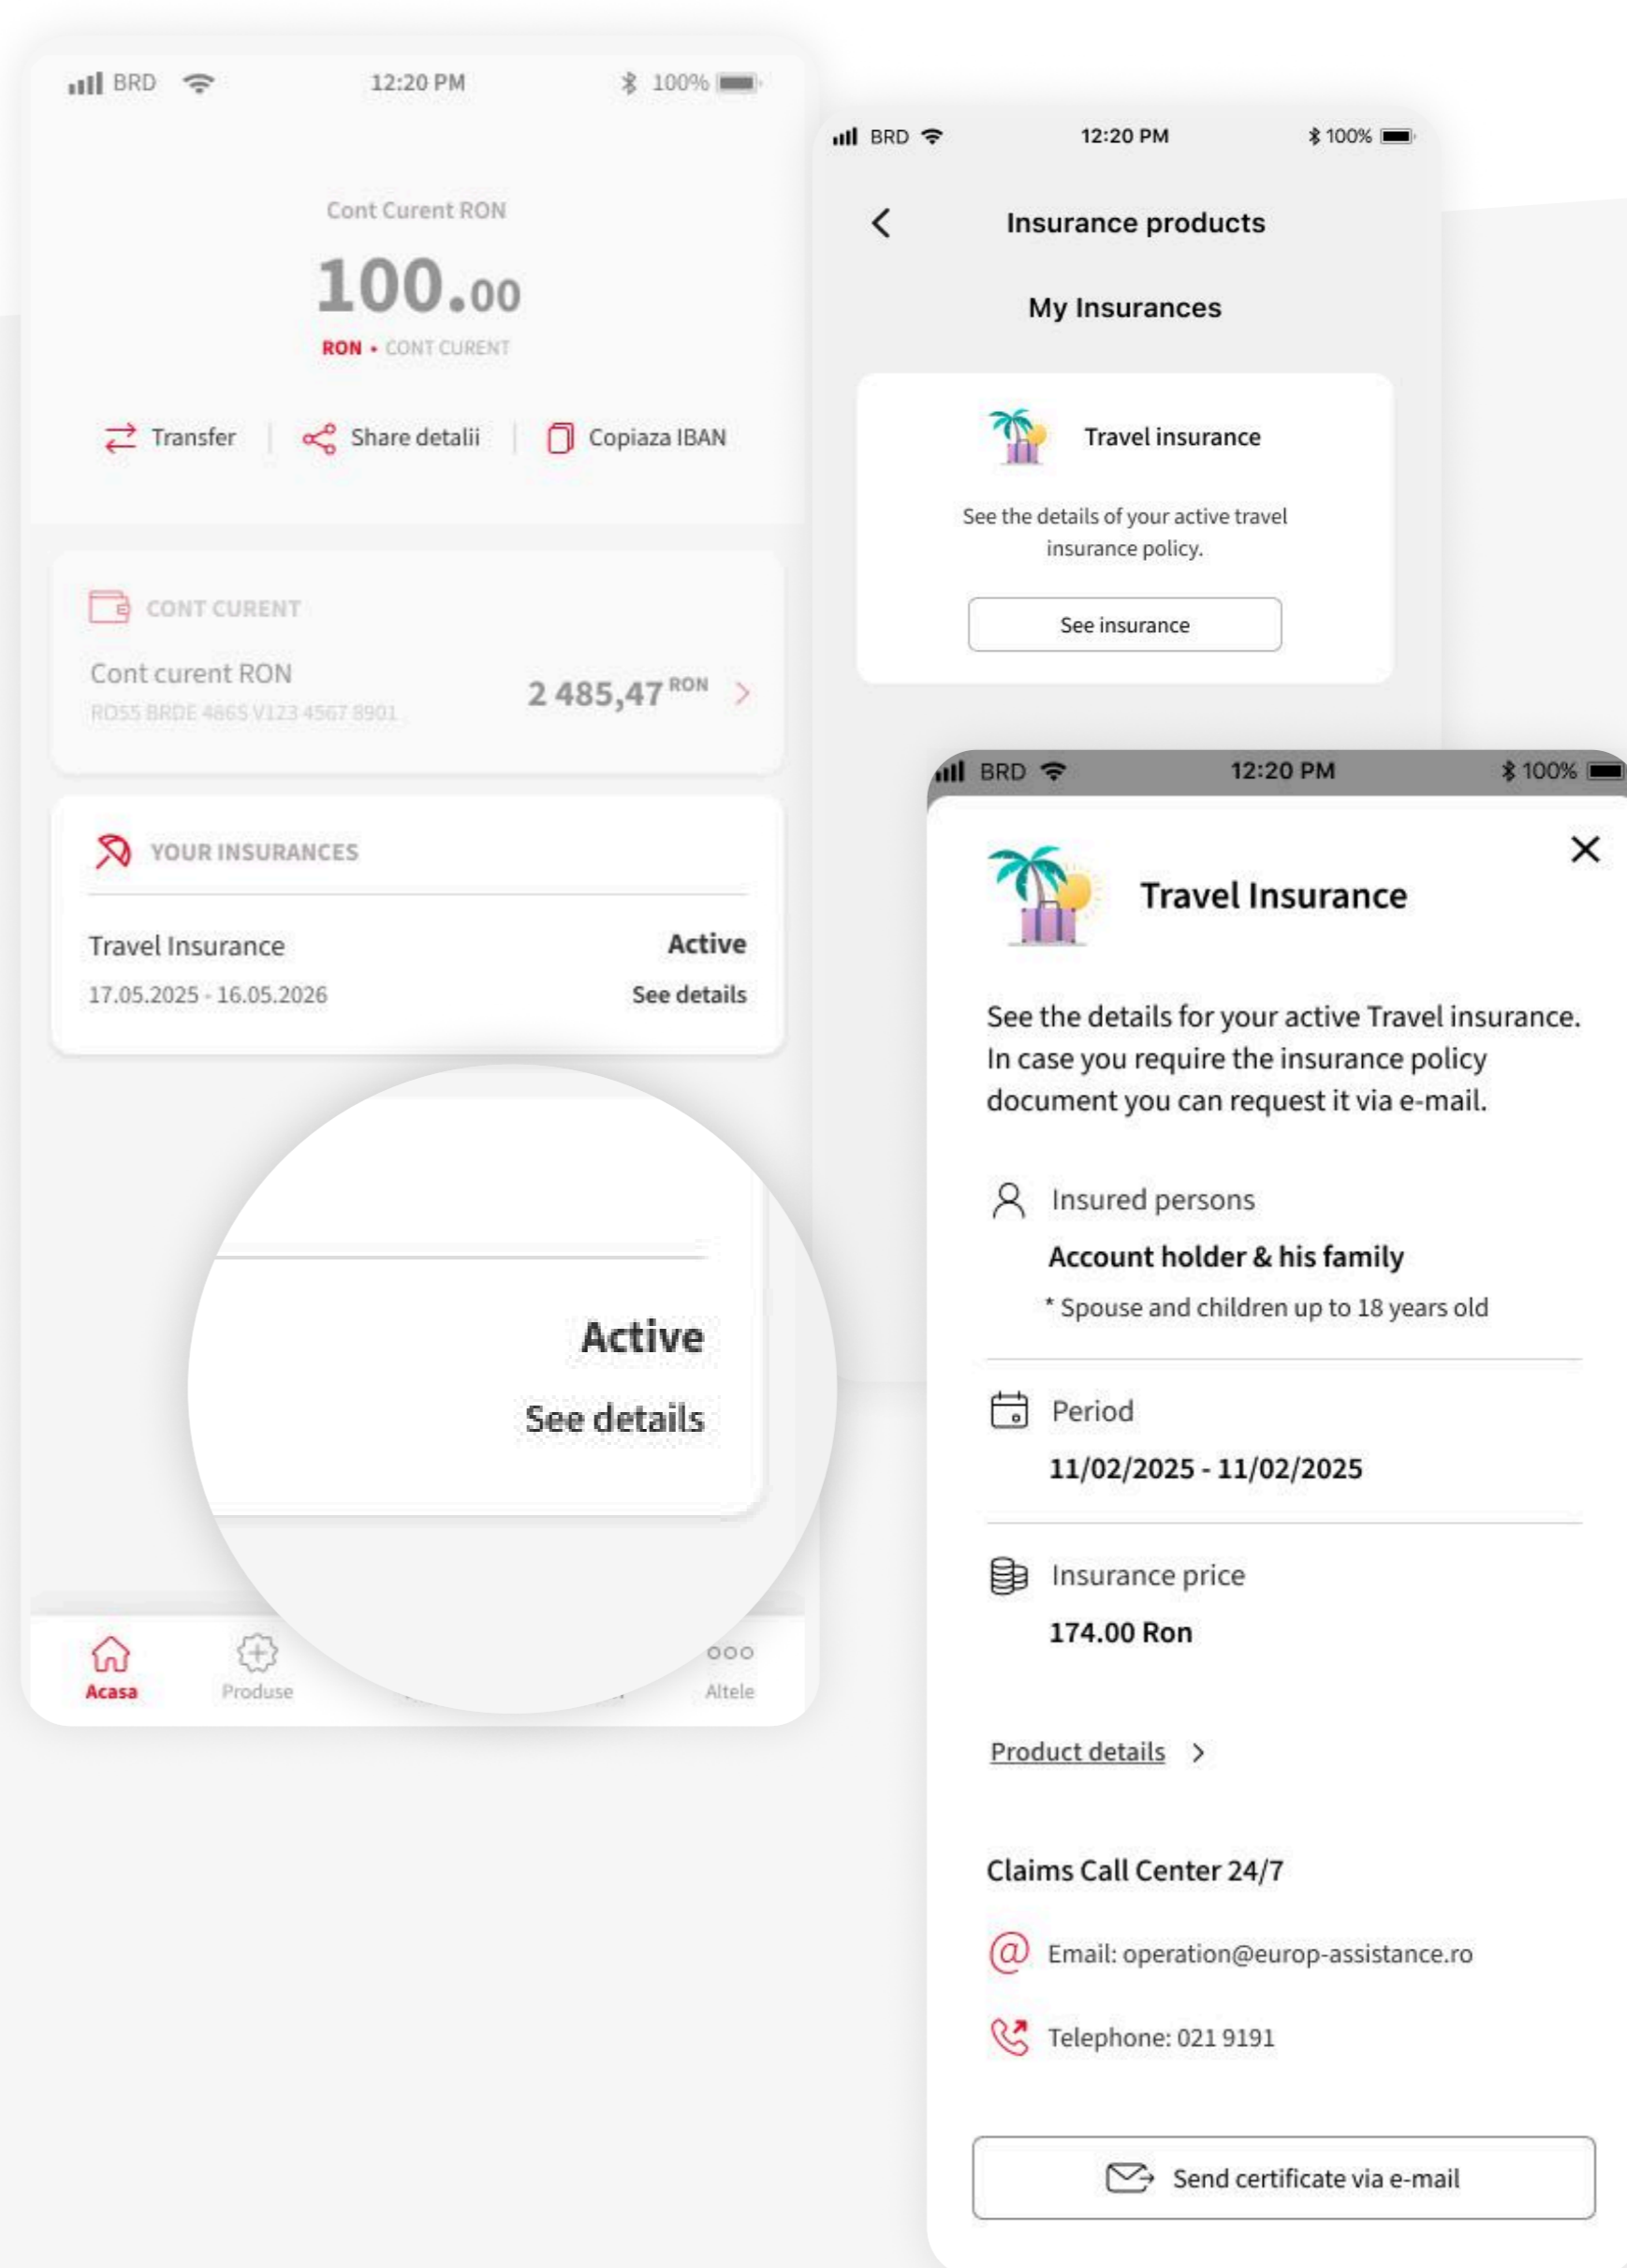 BRD 12:20 PM 100%
Cont Curent RON
100.00
RON • CONT CURENT
Transfer Share detalii Copiaza IBAN
CONT CURENT
Cont curent RON
2 485,47 RON
RO55 BRDE 486S V123 4567 8901
YOUR INSURANCES
Travel Insurance Active
17.05.2025 - 16.05.2026 See details
Active
See details
Acasa Produse Altele
BRD 12:20 PM 100%
Insurance products
My Insurances
Travel insurance
See the details of your active travel
insurance policy.
See insurance
BRD 12:20 PM 100%
Travel Insurance
See the details for your active Travel insurance.
In case you require the insurance policy
document you can request it via e-mail.
Insured persons
Account holder & his family
* Spouse and children up to 18 years old
Period
11/02/2025 - 11/02/2025
Insurance price
174.00 Ron
Product details
Claims Call Center 24/7
@ Email: operation@europ-assistance.ro
Telephone: 021 9191
Send certificate via e-mail